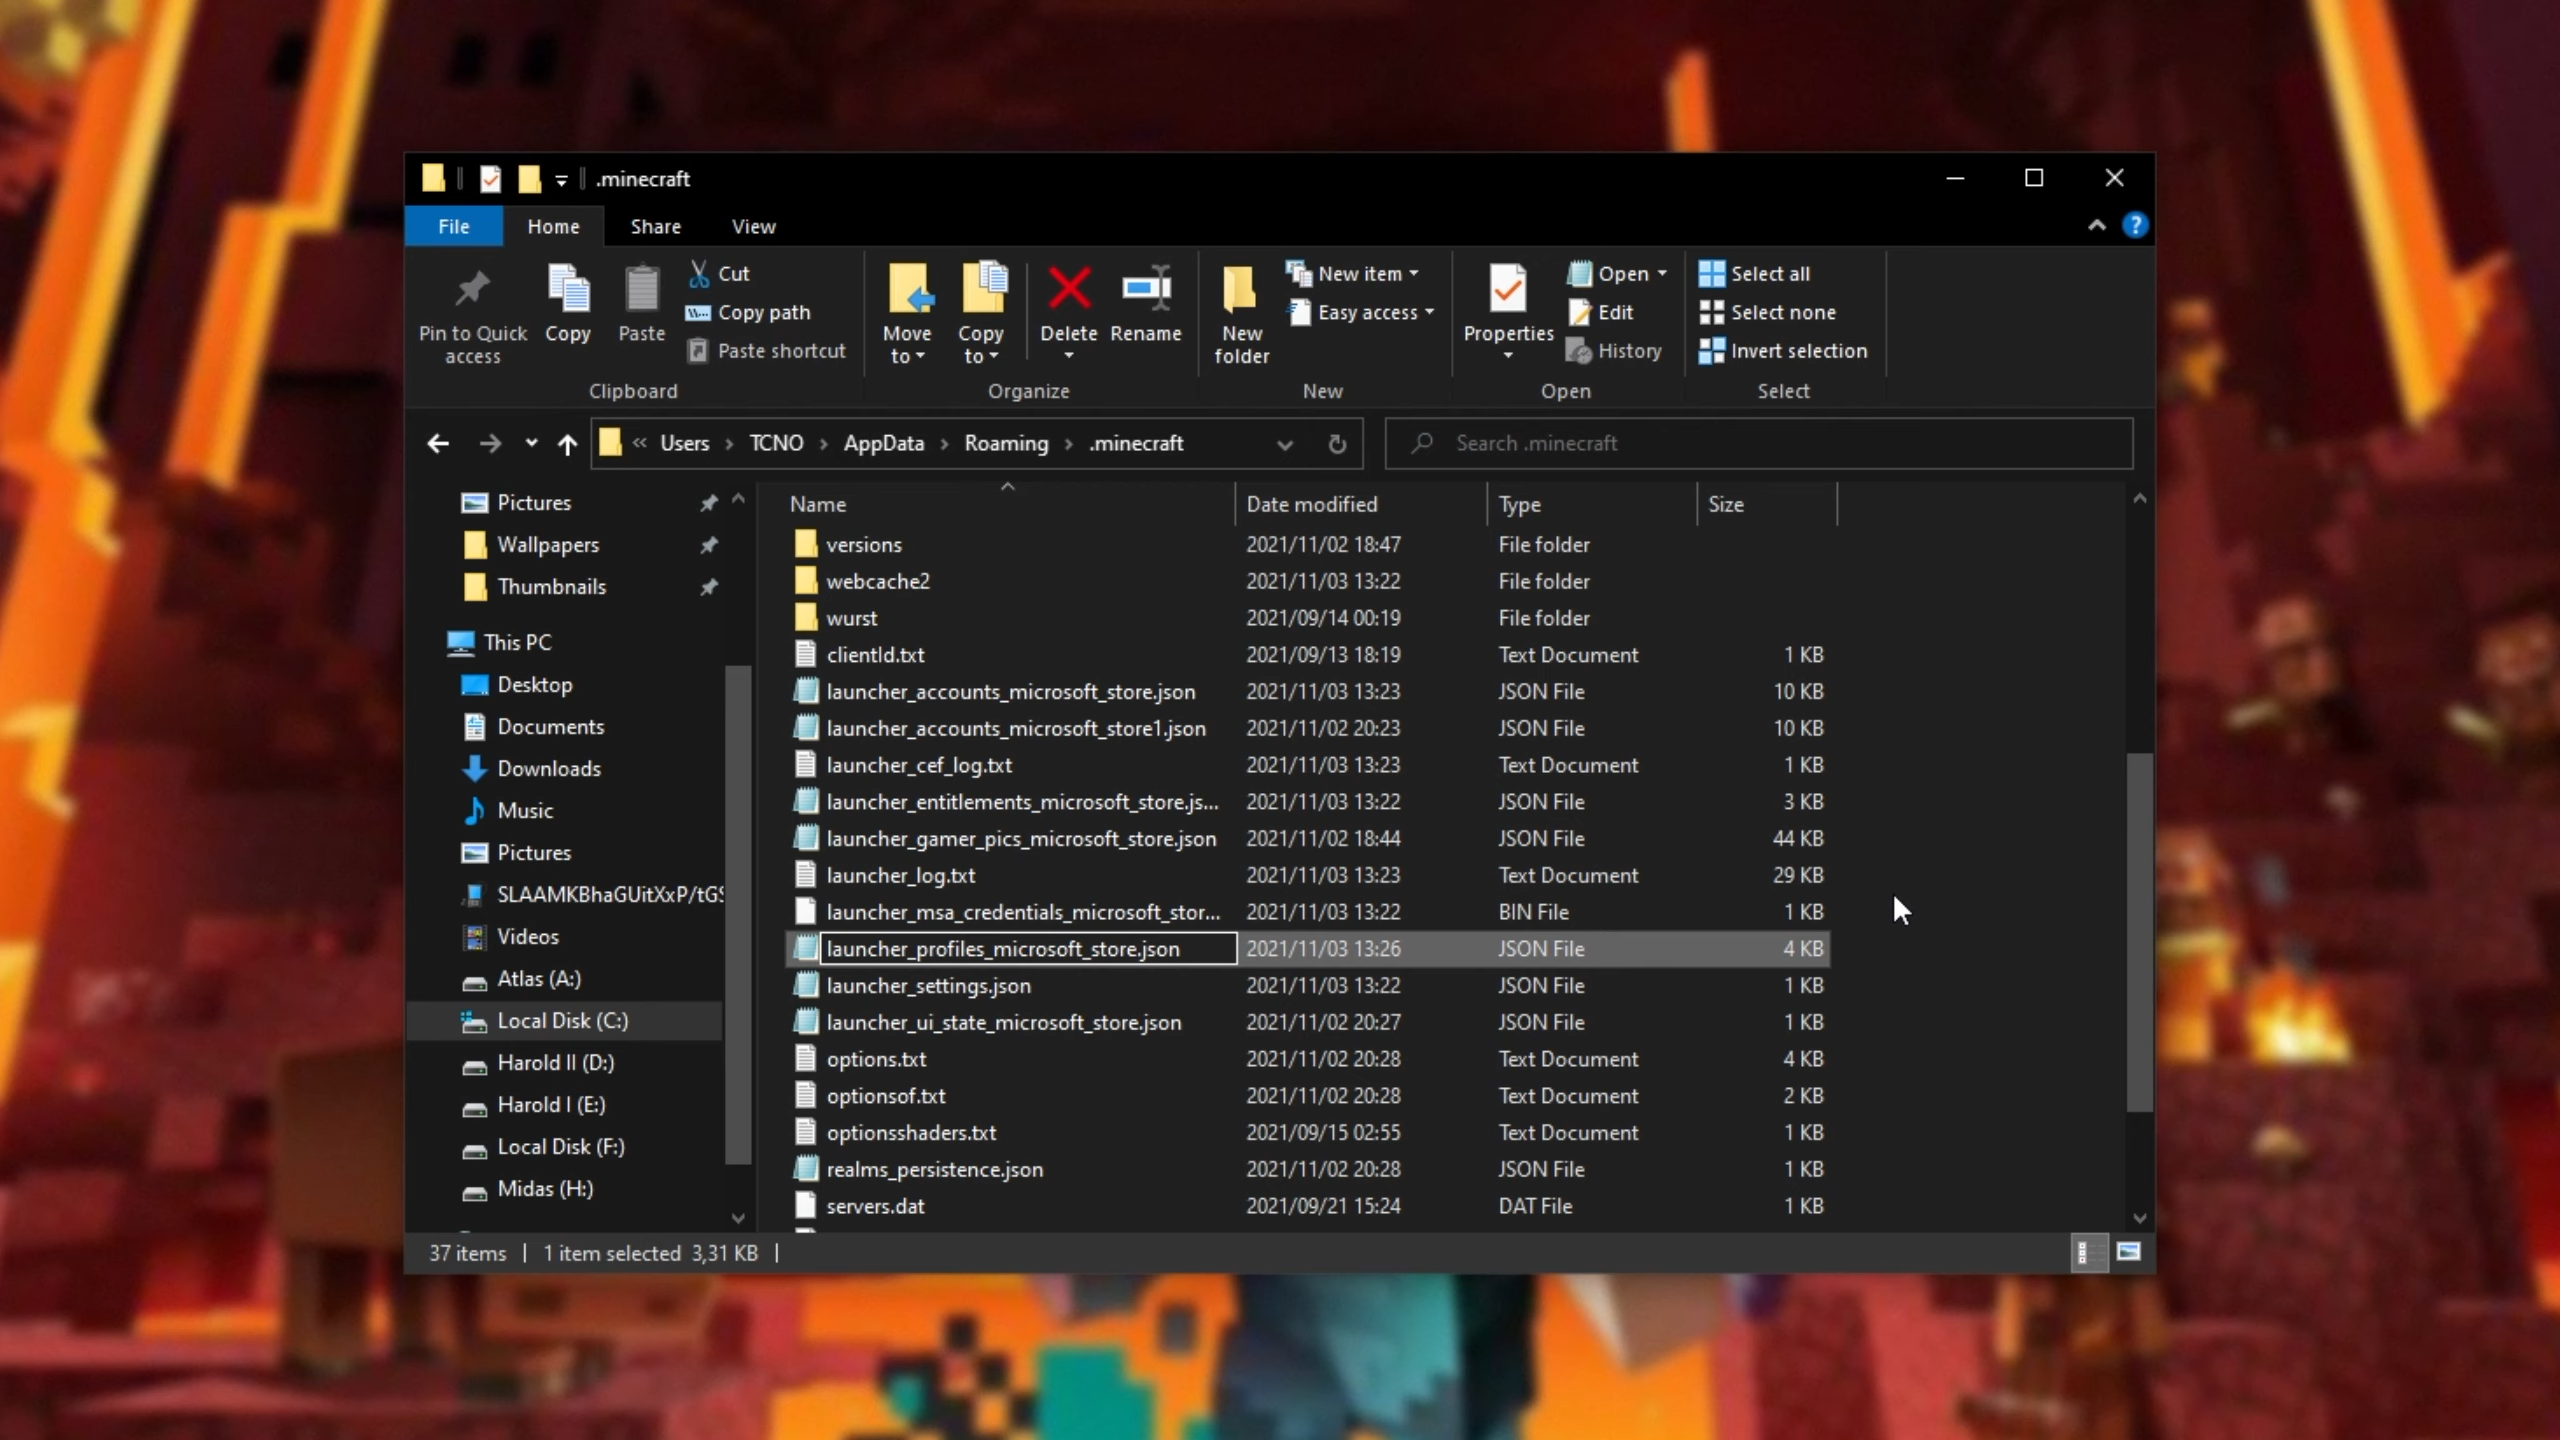 .minecraft
File Home Share View
?
Pin to Quick access
Copy
Paste
Cut
Copy path
Paste shortcut
Clipboard
Move to
Copy to
Delete
Rename
Organize
New folder
New item
Easy access
New
Properties
Open
Edit
History
Open
Select all
Select none
Invert selection
Select
« Users › TCNO › AppData › Roaming › .minecraft
Search .minecraft
Pictures
Wallpapers
Thumbnails
This PC
Desktop
Documents
Downloads
Music
Pictures
SLAAMKBhaGUitXxP/tGS
Videos
Atlas (A:)
Local Disk (C:)
Harold II (D:)
Harold I (E:)
Local Disk (F:)
Midas (H:)
Name Date modified Type Size
versions 2021/11/02 18:47 File folder
webcache2 2021/11/03 13:22 File folder
wurst 2021/09/14 00:19 File folder
clientId.txt 2021/09/13 18:19 Text Document 1 KB
launcher_accounts_microsoft_store.json 2021/11/03 13:23 JSON File 10 KB
launcher_accounts_microsoft_store1.json 2021/11/02 20:23 JSON File 10 KB
launcher_cef_log.txt 2021/11/03 13:23 Text Document 1 KB
launcher_entitlements_microsoft_store.js... 2021/11/03 13:22 JSON File 3 KB
launcher_gamer_pics_microsoft_store.json 2021/11/02 18:44 JSON File 44 KB
launcher_log.txt 2021/11/03 13:23 Text Document 29 KB
launcher_msa_credentials_microsoft_stor... 2021/11/03 13:22 BIN File 1 KB
launcher_profiles_microsoft_store.json 2021/11/03 13:26 JSON File 4 KB
launcher_settings.json 2021/11/03 13:22 JSON File 1 KB
launcher_ui_state_microsoft_store.json 2021/11/02 20:27 JSON File 1 KB
options.txt 2021/11/02 20:28 Text Document 4 KB
optionsof.txt 2021/11/02 20:28 Text Document 2 KB
optionsshaders.txt 2021/09/15 02:55 Text Document 1 KB
realms_persistence.json 2021/11/02 20:28 JSON File 1 KB
servers.dat 2021/09/21 15:24 DAT File 1 KB
37 items | 1 item selected 3,31 KB |